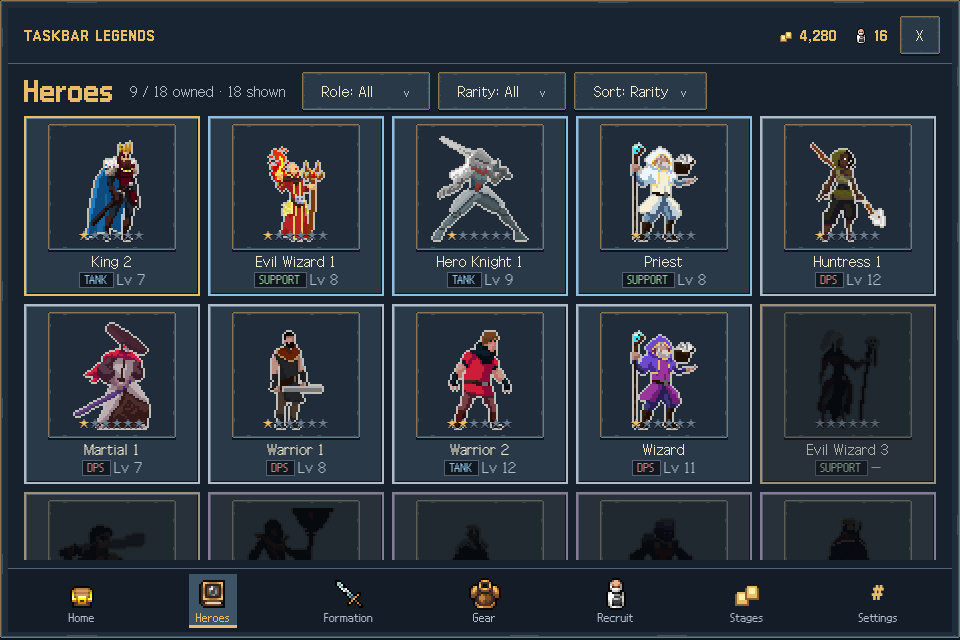 TASKBAR LEGENDS
4,280
16
X
Heroes
9 / 18 owned · 18 shown
Role: All
Rarity: All
Sort: Rarity
King 2
TANK Lv 7
Evil Wizard 1
SUPPORT Lv 8
Hero Knight 1
TANK Lv 9
Priest
SUPPORT Lv 8
Huntress 1
DPS Lv 12
Martial 1
DPS Lv 7
Warrior 1
DPS Lv 8
Warrior 2
TANK Lv 12
Wizard
DPS Lv 11
Evil Wizard 3
SUPPORT —
Home
Heroes
Formation
Gear
Recruit
Stages
#
Settings